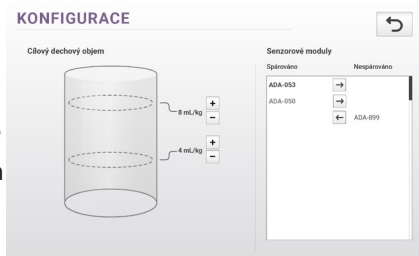 KONFIGURACE
Cílový dechový objem
8 mL/kg
+
−
4 mL/kg
+
−
Senzorové moduly
Spárováno Nespárováno
ADA-053 →
ADA-050 →
← ADA-899